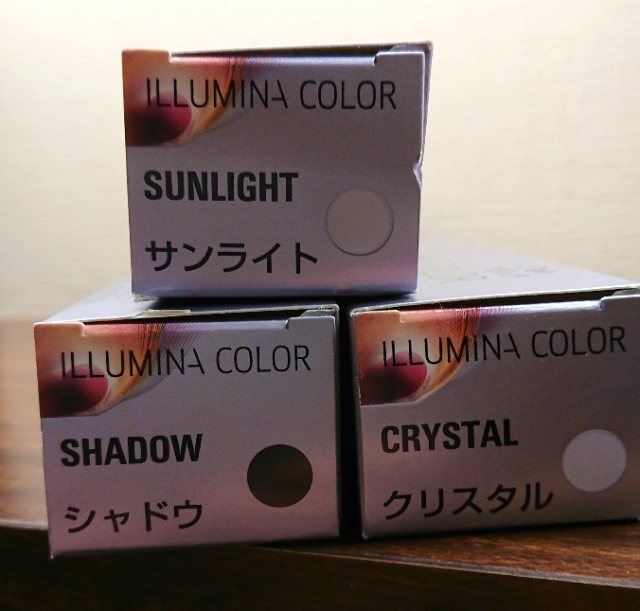 ILLUMINA COLOR
SUNLIGHT
サンライト
ILLUMINA COLOR
SHADOW
シャドウ
ILLUMINA COLOR
CRYSTAL
クリスタル